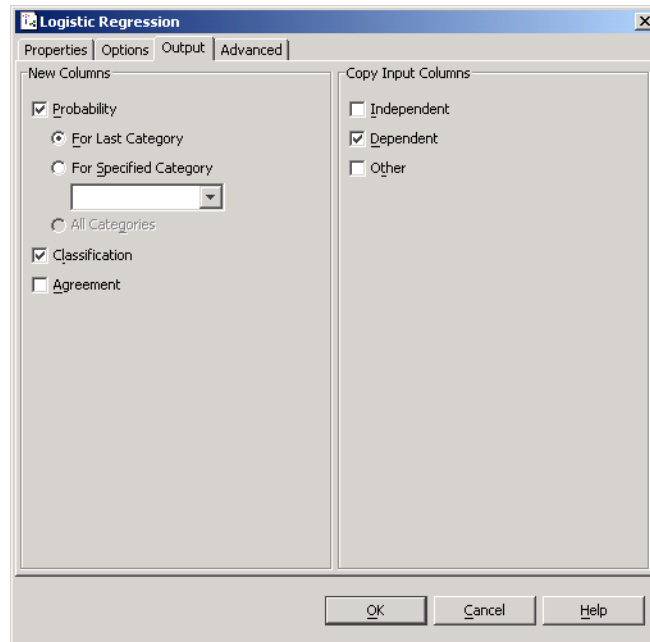 Logistic Regression
Properties Options Output Advanced
New Columns
Probability
For Last Category
For Specified Category
All Categories
Classification
Agreement
Copy Input Columns
Independent
Dependent
Other
OK Cancel Help